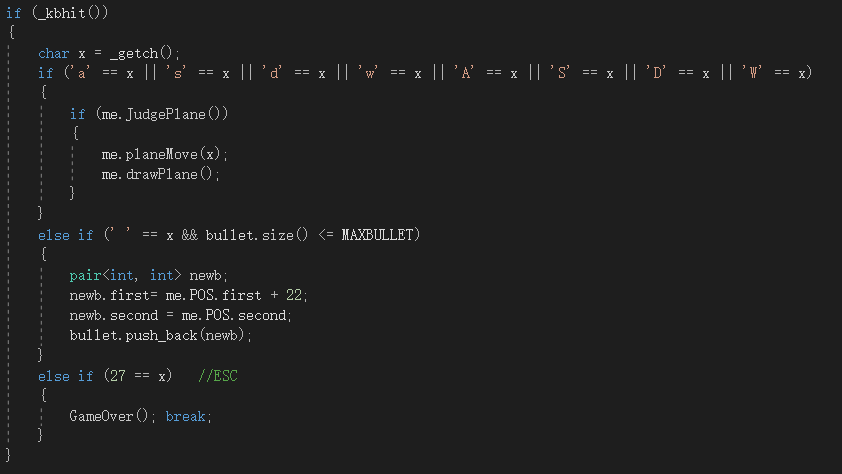 if (_kbhit())
{
char x = _getch();
if ('a' == x || 's' == x || 'd' == x || 'w' == x || 'A' == x || 'S' == x || 'D' == x || 'W' == x)
{
if (me.JudgePlane())
{
me.planeMove(x);
me.drawPlane();
}
}
else if (' ' == x && bullet.size() <= MAXBULLET)
{
pair<int, int> newb;
newb.first= me.POS.first + 22;
newb.second = me.POS.second;
bullet.push_back(newb);
}
else if (27 == x)   //ESC
{
GameOver(); break;
}
}